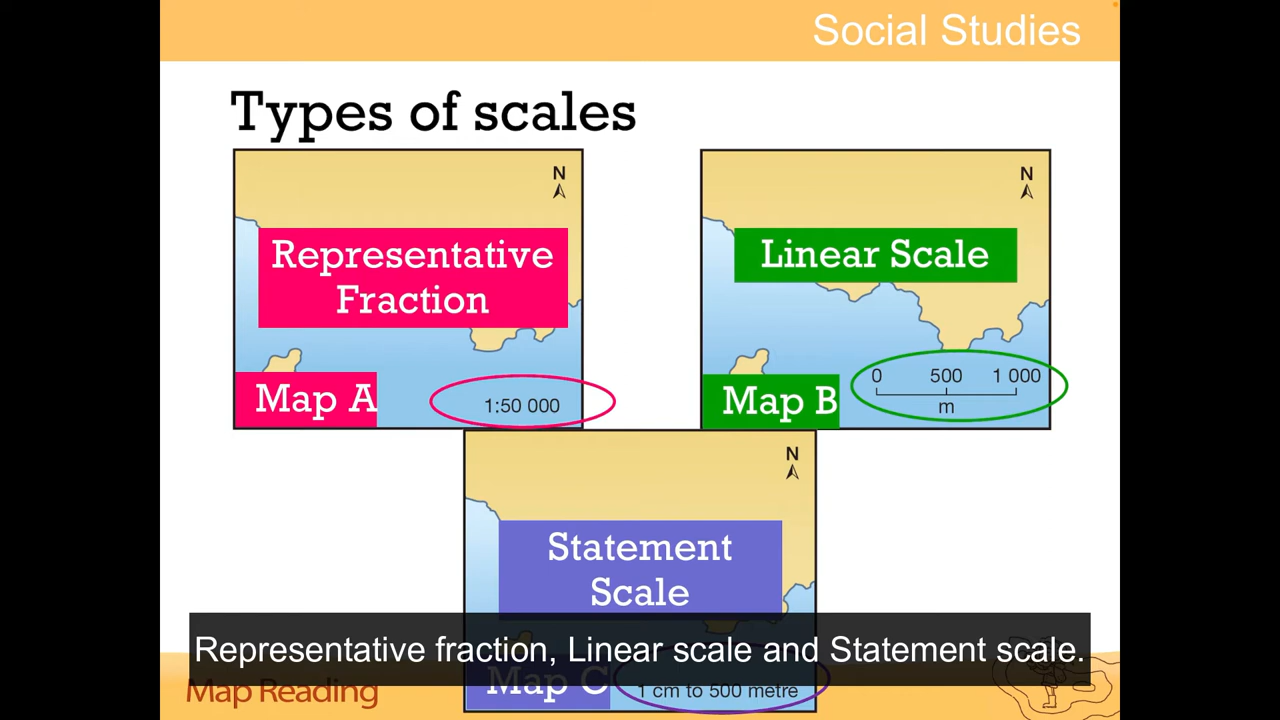 Social Studies
Types of scales
N
Representative
Fraction
Map A
1:50 000
N
Linear Scale
Map B
0 500 1 000
m
N
Statement
Scale
Representative fraction, Linear scale and Statement scale.
Map C
1 cm to 500 metre
Map Reading